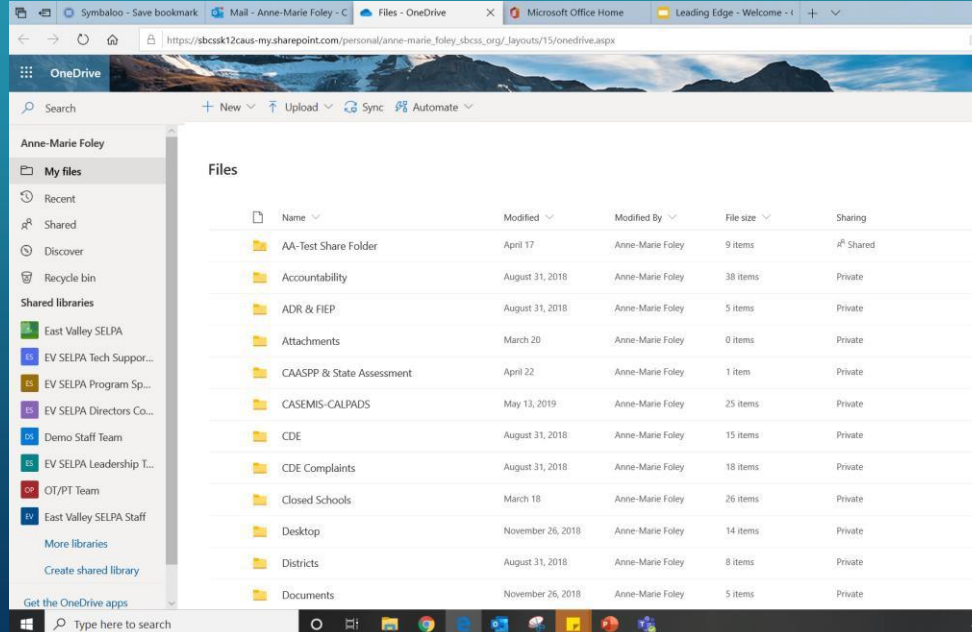 Symbaloo - Save bookmark
Mail - Anne-Marie Foley - C
Files - OneDrive
Microsoft Office Home
Leading Edge - Welcome - (
https://sbcssk12caus-my.sharepoint.com/personal/anne-marie_foley_sbcss_org/_layouts/15/onedrive.aspx
OneDrive
Search
New Upload Sync Automate
Anne-Marie Foley
My files
Recent
Shared
Discover
Recycle bin
Shared libraries
East Valley SELPA
ES EV SELPA Tech Suppor...
ES EV SELPA Program Sp...
ES EV SELPA Directors Co...
DS Demo Staff Team
ES EV SELPA Leadership T...
OP OT/PT Team
EV East Valley SELPA Staff
More libraries
Create shared library
Get the OneDrive apps
Files
Name Modified Modified By File size Sharing
AA-Test Share Folder April 17 Anne-Marie Foley 9 items Shared
Accountability August 31, 2018 Anne-Marie Foley 38 items Private
ADR & FIEP August 31, 2018 Anne-Marie Foley 5 items Private
Attachments March 20 Anne-Marie Foley 0 items Private
CAASPP & State Assessment April 22 Anne-Marie Foley 1 item Private
CASEMIS-CALPADS May 13, 2019 Anne-Marie Foley 25 items Private
CDE August 31, 2018 Anne-Marie Foley 15 items Private
CDE Complaints August 31, 2018 Anne-Marie Foley 18 items Private
Closed Schools March 18 Anne-Marie Foley 26 items Private
Desktop November 26, 2018 Anne-Marie Foley 14 items Private
Districts August 31, 2018 Anne-Marie Foley 8 items Private
Documents November 26, 2018 Anne-Marie Foley 5 items Private
Type here to search